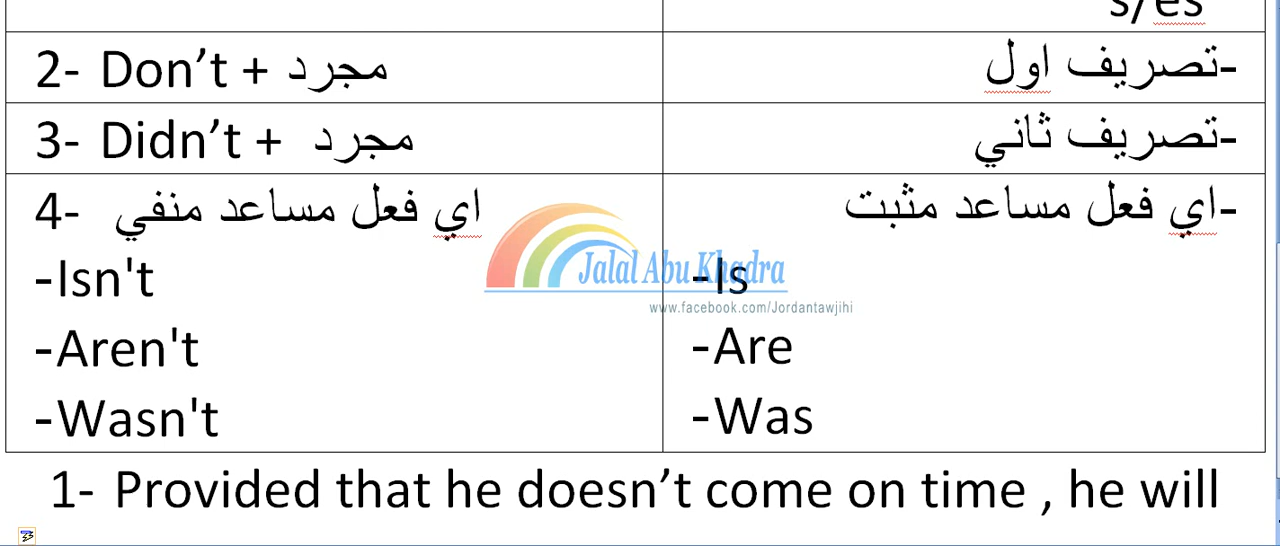 s/es
2- Don’t + مجرد
-تصريف اول
3- Didn’t + مجرد
-تصريف ثاني
4- اي فعل مساعد منفي
-اي فعل مساعد مثبت
-Isn't
-Is
-Aren't
-Are
-Wasn't
-Was
Jalal Abu Khadra
www.facebook.com/Jordantawjihi
1- Provided that he doesn’t come on time , he will